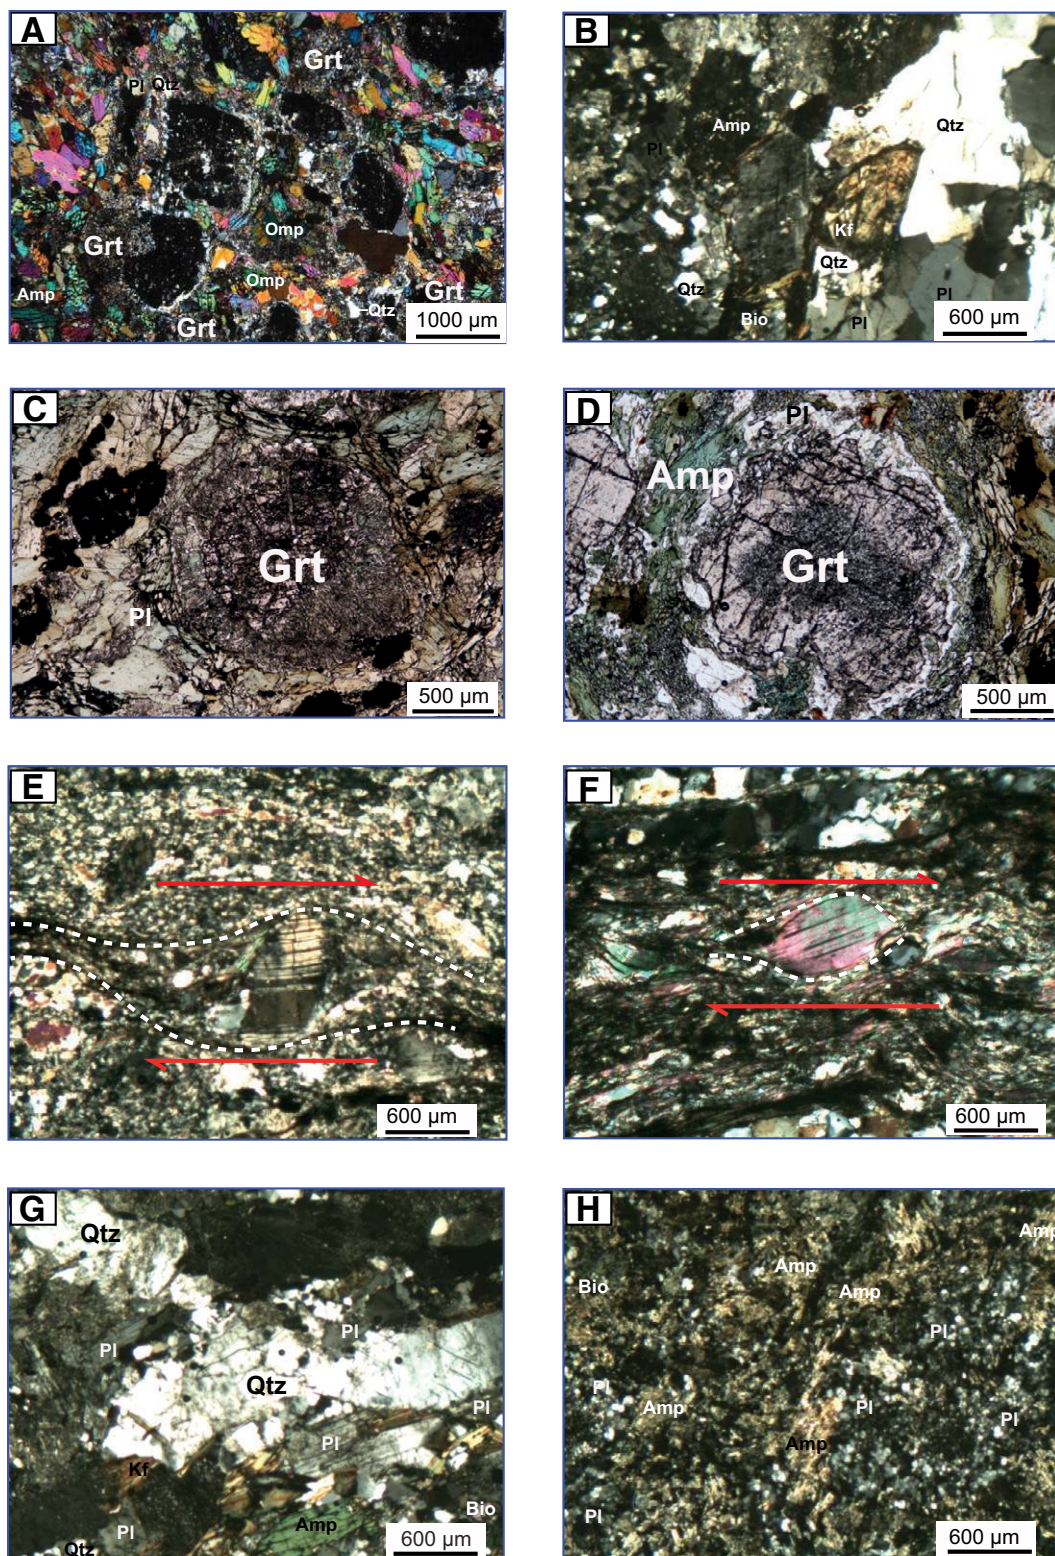 A
Grt
Pl Qtz
Omp
Grt
Omp
Amp
Grt
Qtz
Grt
1000 µm
B
Amp
Qtz
Pl
Kf
Qtz
Qtz
Pl
Bio
Pl
600 µm
C
Grt
Pl
500 µm
D
Pl
Amp
Grt
500 µm
E
600 µm
F
600 µm
G
Qtz
Pl
Pl
Qtz
Pl
Pl
Kf
Bio
Pl
Amp
Qtz
600 µm
H
Amp
Amp
Bio
Amp
Pl
Pl
Amp
Pl
Pl
Amp
Pl
600 µm